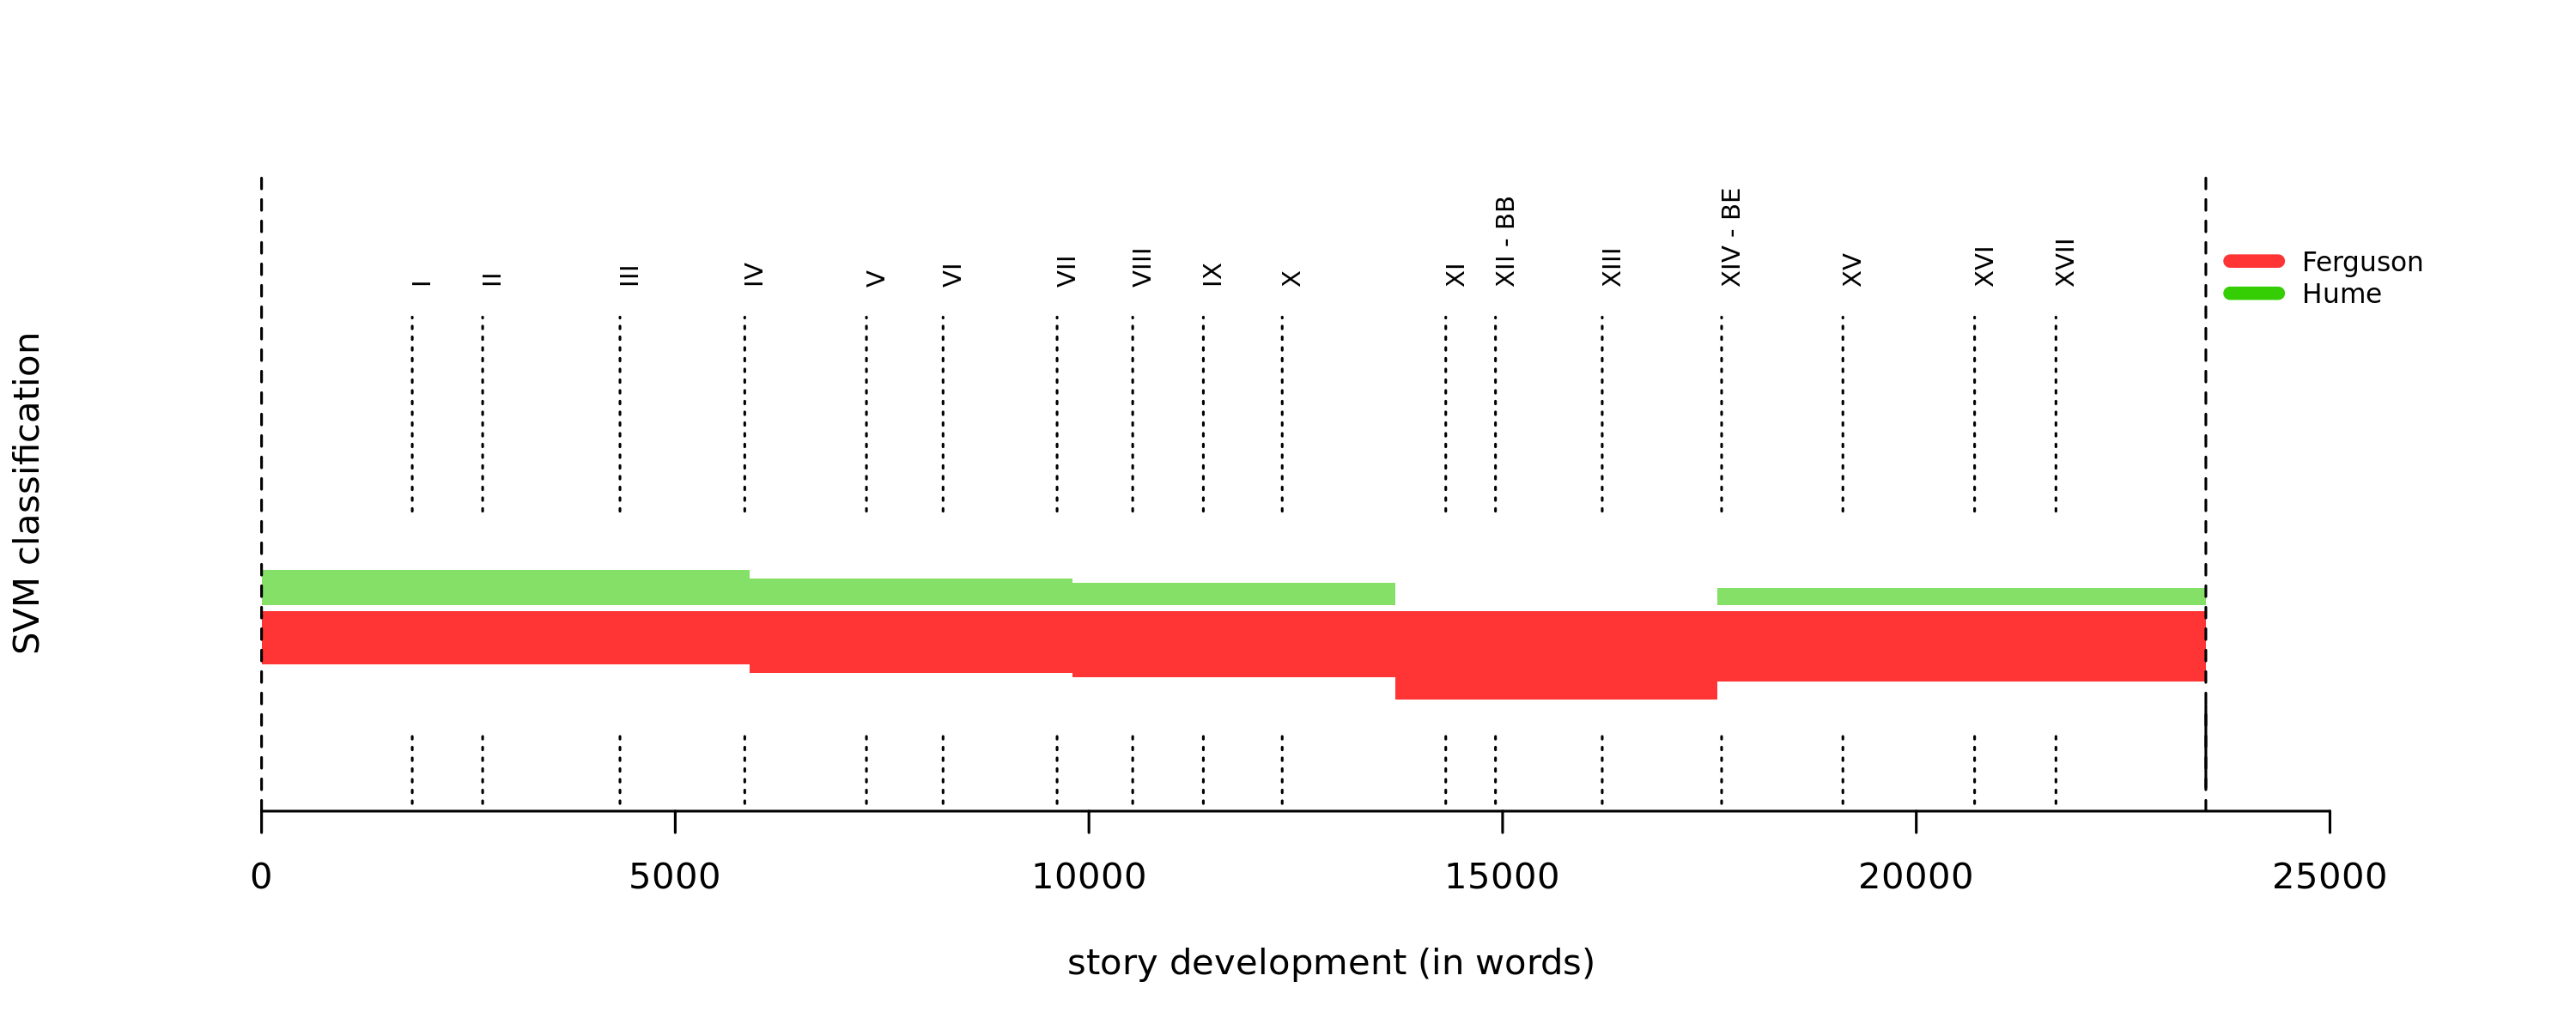 I
II
III
IV
V
VI
VII
VIII
IX
X
XI
XII - BB
XIII
XIV - BE
XV
XVI
XVII
Ferguson
Hume
SVM classification
0 5000 10000 15000 20000 25000
story development (in words)